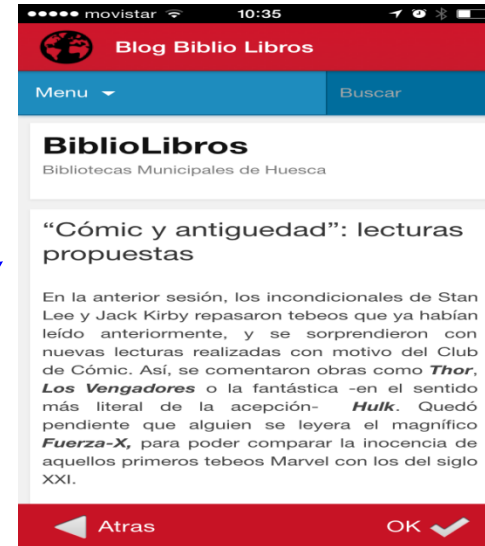 movistar 10:35
Blog Biblio Libros
Menu Buscar
BiblioLibros
Bibliotecas Municipales de Huesca
“Cómic y antiguedad”: lecturas
propuestas
En la anterior sesión, los incondicionales de Stan
Lee y Jack Kirby repasaron tebeos que ya habían
leído anteriormente, y se sorprendieron con
nuevas lecturas realizadas con motivo del Club
de Cómic. Así, se comentaron obras como Thor,
Los Vengadores o la fantástica -en el sentido
más literal de la acepción- Hulk. Quedó
pendiente que alguien se leyera el magnífico
Fuerza-X, para poder comparar la inocencia de
aquellos primeros tebeos Marvel con los del siglo
XXI.
Atras OK